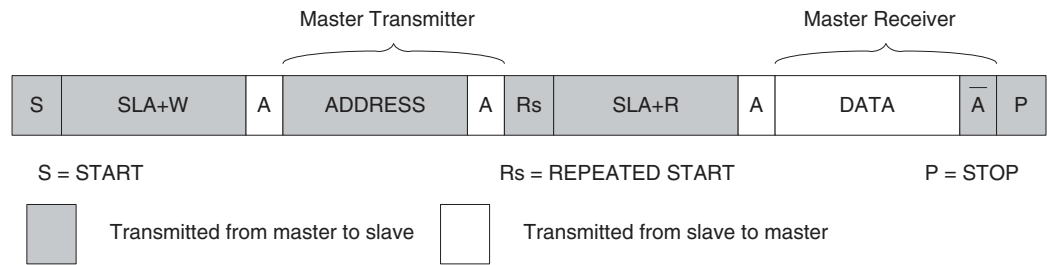 Master Transmitter Master Receiver
S SLA+W A ADDRESS A Rs SLA+R A DATA A̅ P
S = START Rs = REPEATED START P = STOP
Transmitted from master to slave Transmitted from slave to master